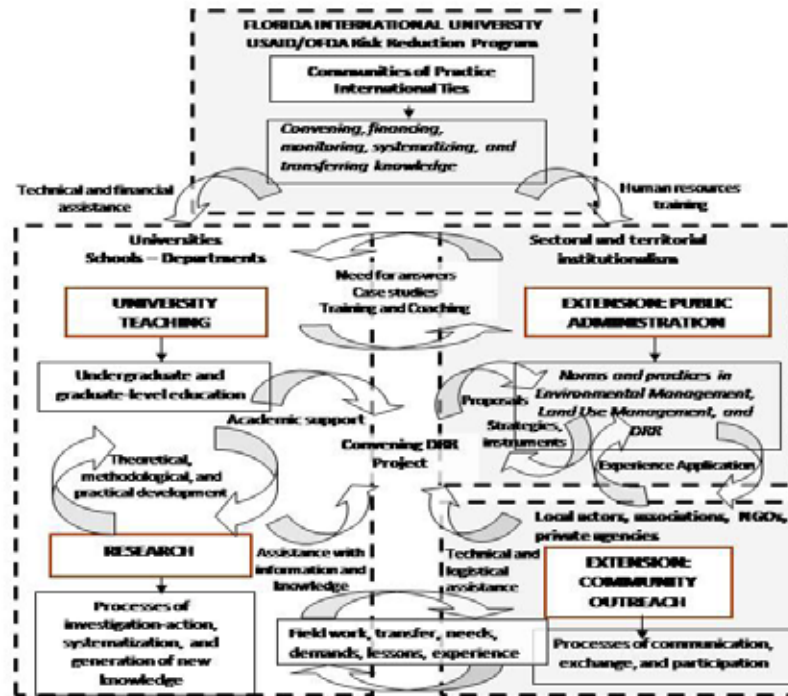 FLORIDA INTERNATIONAL UNIVERSITY
USAID/OFDA Risk Reduction Program
Communities of Practice
International Ties
Convening, financing,
monitoring, systematizing, and
transferring knowledge
Technical and financial
assistance
Human resources
training
Universities
Schools – Departments
Sectoral and territorial
institutionalism
Need for answers
Case studies
Training and Coaching
UNIVERSITY
TEACHING
EXTENSION: PUBLIC
ADMINISTRATION
Undergraduate and
graduate-level education
Norms and practices in
Environmental Management,
Land Use Management, and
DRR
Academic support
Proposals
Strategies,
instruments
Convening DRR
Project
Theoretical,
methodological, and
practical development
Experience Application
Local actors, associations, NGOs,
private agencies
RESEARCH
Assistance with
information and
knowledge
Technical and
logistical
assistance
EXTENSION:
COMMUNITY
OUTREACH
Processes of
investigation-action,
systematization, and
generation of new
knowledge
Field work, transfer, needs,
demands, lessons, experience
Processes of communication,
exchange, and participation